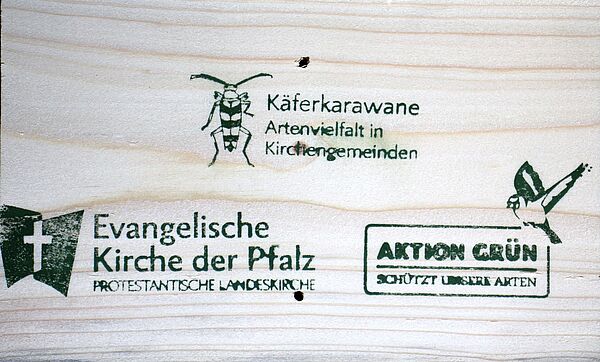 Käferkarawane
Artenvielfalt in
Kirchengemeinden
Evangelische
Kirche der Pfalz
PROTESTANTISCHE LANDESKIRCHE
AKTION GRÜN
SCHÜTZT UNSERE ARTEN